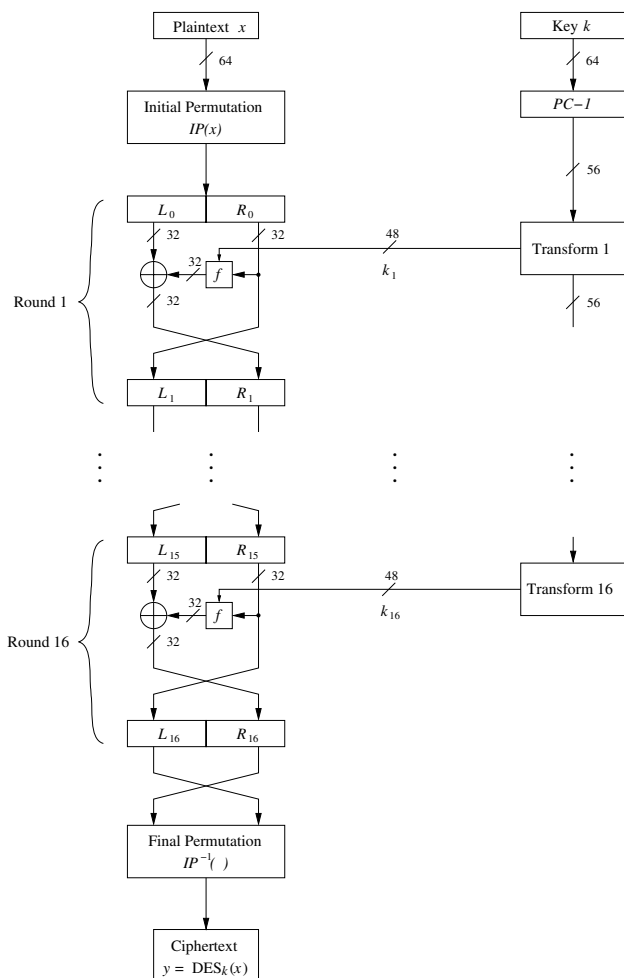 Plaintext x
Key k
64
64
Initial Permutation
IP(x)
PC−1
56
L0 R0
32 32
48
Transform 1
32
f
k1
32
56
Round 1
L1 R1
L15 R15
32 32
48
Transform 16
32
f
k16
32
Round 16
L16 R16
Final Permutation
IP−1( )
Ciphertext
y = DESk(x)